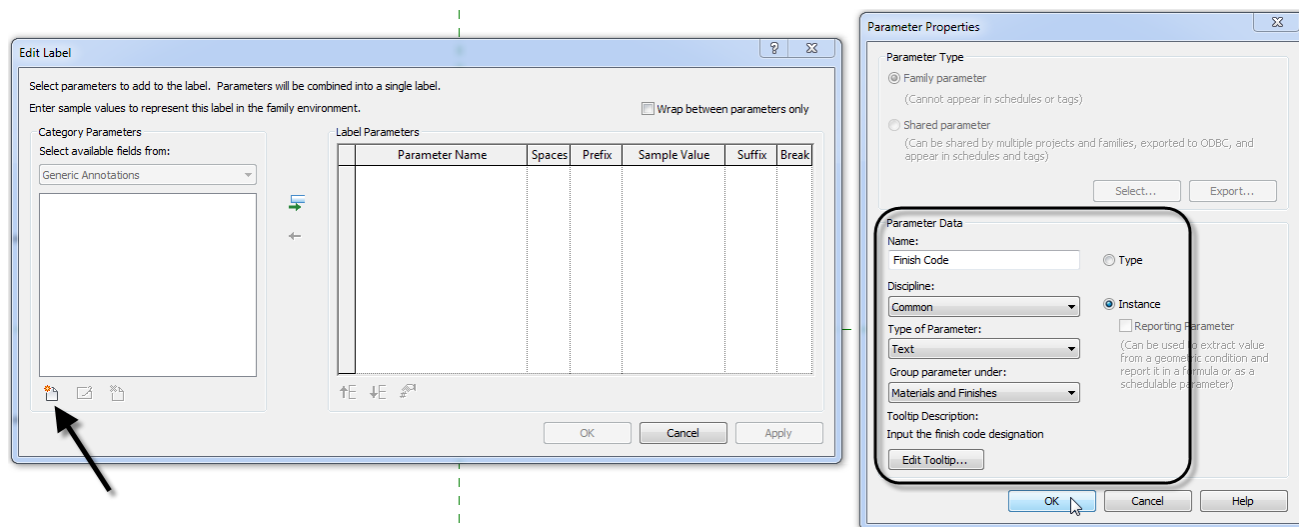 Edit Label
Select parameters to add to the label. Parameters will be combined into a single label.
Enter sample values to represent this label in the family environment.
Wrap between parameters only
Category Parameters
Select available fields from:
Generic Annotations
Label Parameters
Parameter Name Spaces Prefix Sample Value Suffix Break
OK Cancel Apply
Parameter Properties
Parameter Type
Family parameter
(Cannot appear in schedules or tags)
Shared parameter
(Can be shared by multiple projects and families, exported to ODBC, and
appear in schedules and tags)
Select... Export...
Parameter Data
Name:
Finish Code
Type
Discipline:
Common
Instance
Type of Parameter:
Reporting Parameter
Text
(Can be used to extract value
from a geometric condition and
report it in a formula or as a
schedulable parameter)
Group parameter under:
Materials and Finishes
Tooltip Description:
Input the finish code designation
Edit Tooltip...
OK Cancel Help